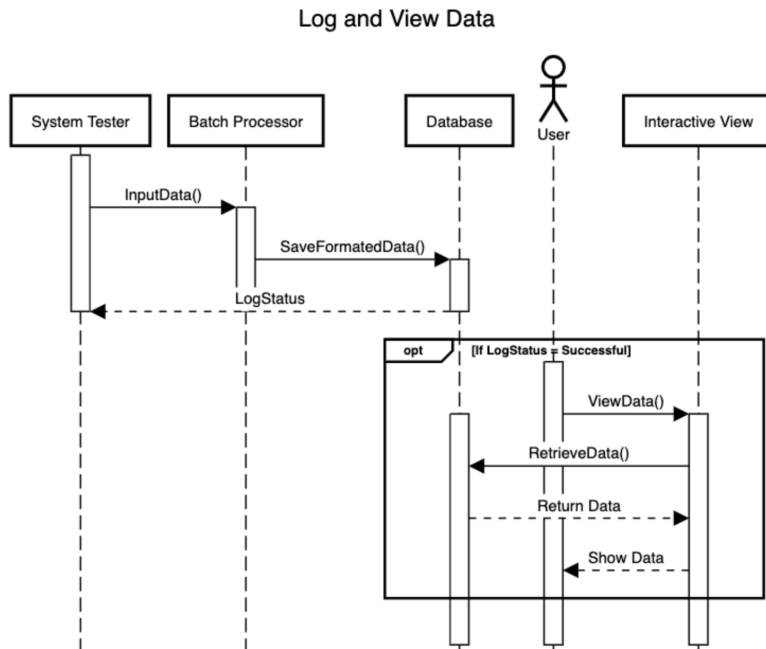 Log and View Data
System Tester
Batch Processor
Database
User
Interactive View
InputData()
SaveFormatedData()
LogStatus
opt
[If LogStatus = Successful]
ViewData()
RetrieveData()
Return Data
Show Data